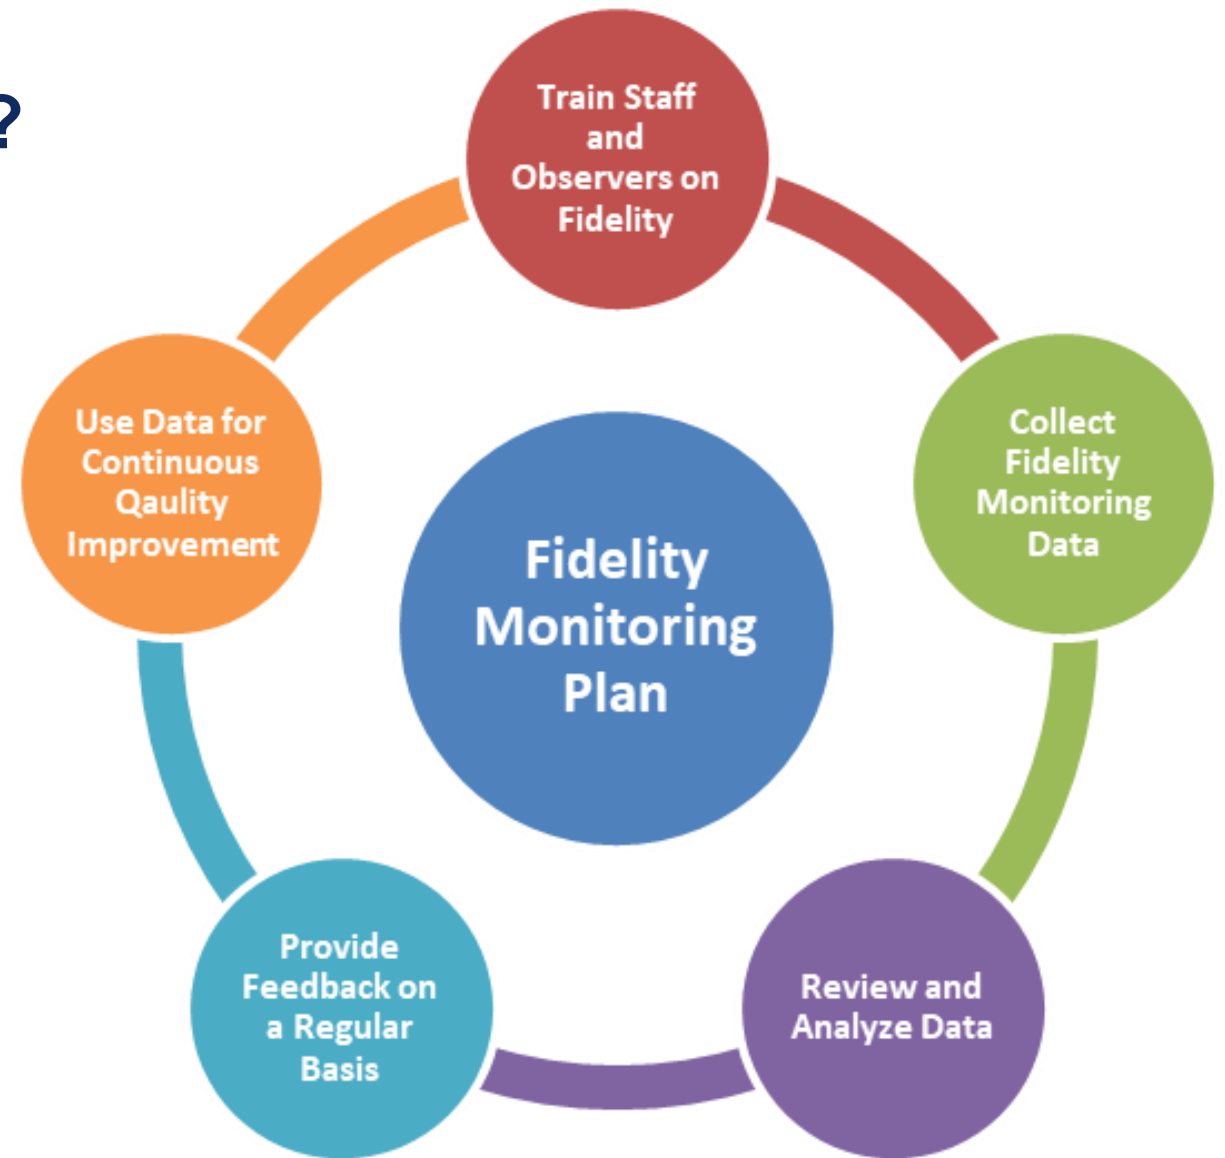 ?
Train Staff
and
Observers on
Fidelity
Collect
Fidelity
Monitoring
Data
Review and
Analyze Data
Provide
Feedback on
a Regular
Basis
Use Data for
Continuous
Qaulity
Improvement
Fidelity
Monitoring
Plan